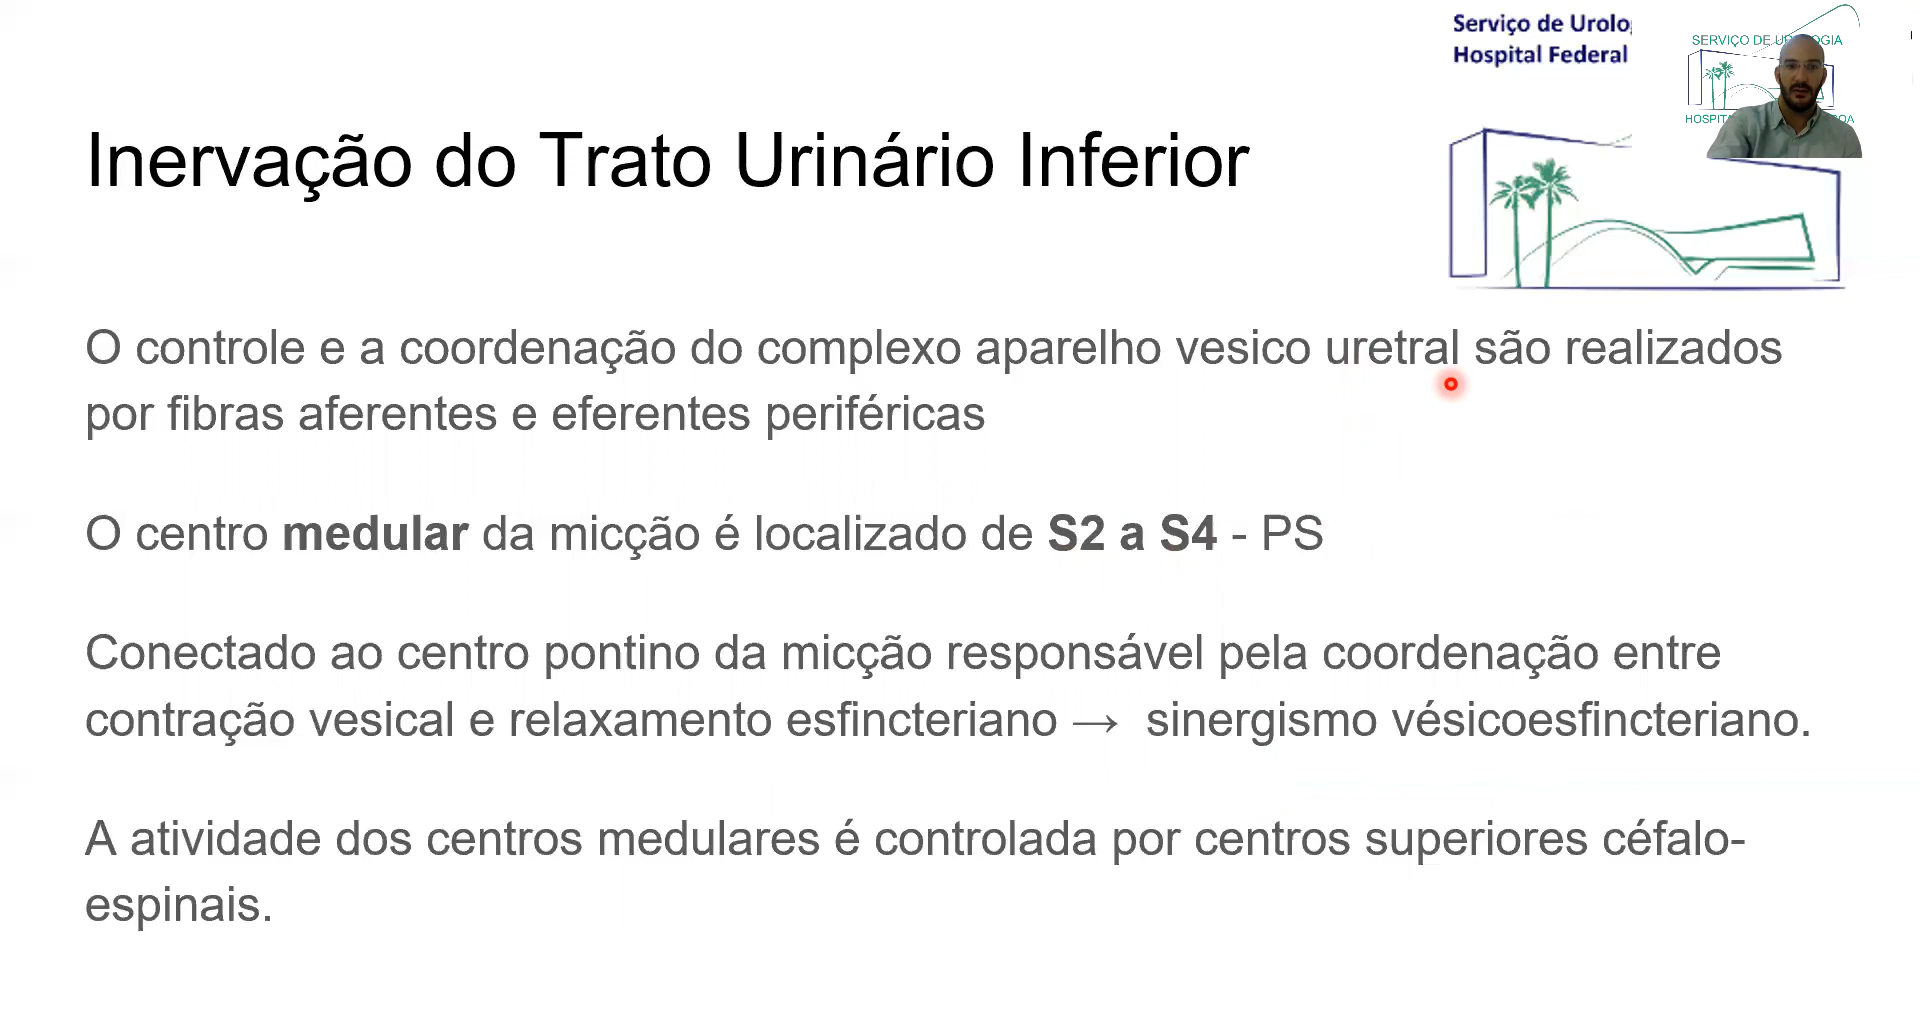 Serviço de Urolo
Hospital Federal
SERVIÇO DE UROLOGIA
Inervação do Trato Urinário Inferior
O controle e a coordenação do complexo aparelho vesico uretral são realizados
por fibras aferentes e eferentes periféricas
O centro medular da micção é localizado de S2 a S4 - PS
Conectado ao centro pontino da micção responsável pela coordenação entre
contração vesical e relaxamento esfincteriano → sinergismo vésicoesfincteriano.
A atividade dos centros medulares é controlada por centros superiores céfalo-
espinais.